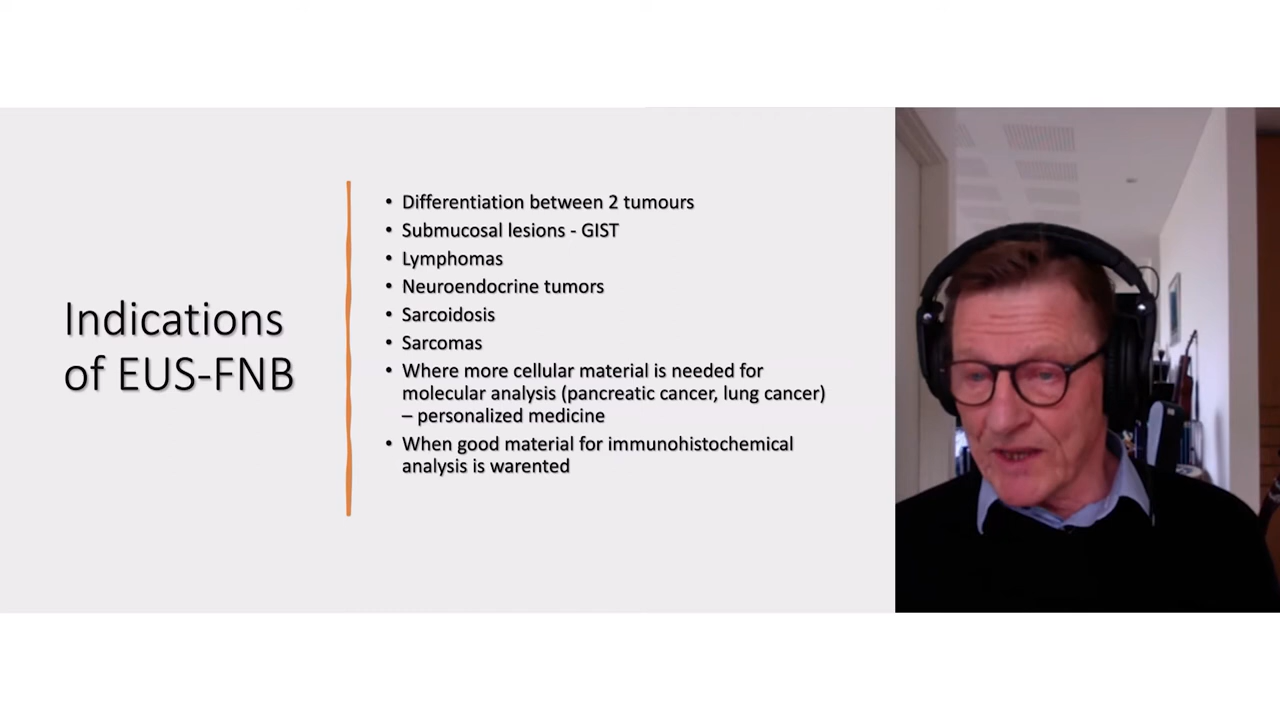 Indications
of EUS-FNB
• Differentiation between 2 tumours
• Submucosal lesions - GIST
• Lymphomas
• Neuroendocrine tumors
• Sarcoidosis
• Sarcomas
• Where more cellular material is needed for
molecular analysis (pancreatic cancer, lung cancer)
– personalized medicine
• When good material for immunohistochemical
analysis is warented